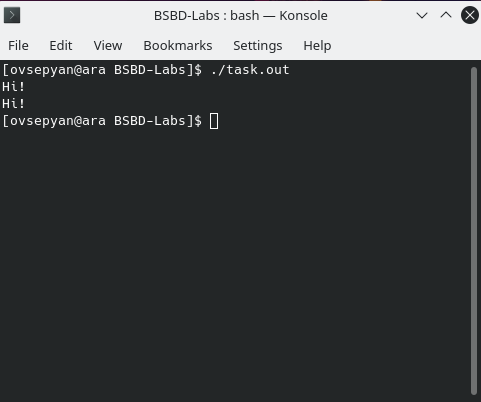 BSBD-Labs : bash — Konsole
File Edit View Bookmarks Settings Help
[ovsepyan@ara BSBD-Labs]$ ./task.out
Hi!
Hi!
[ovsepyan@ara BSBD-Labs]$